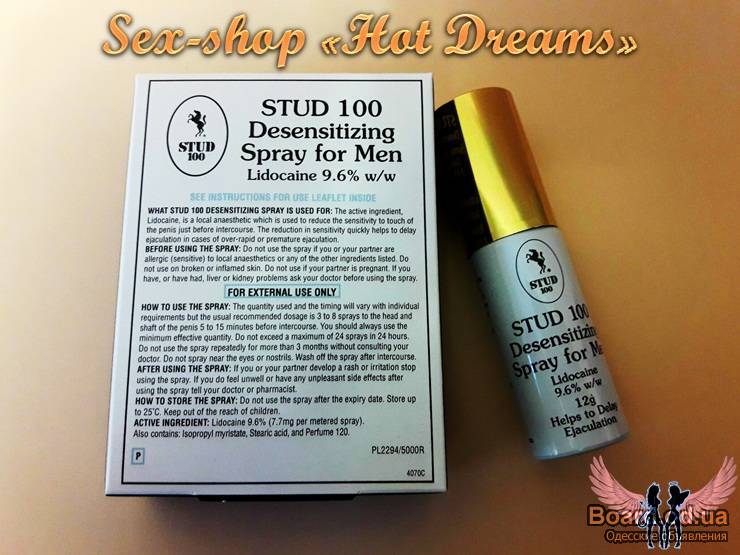 Sex-shop «Hot Dreams»
STUD
100
STUD 100
Desensitizing
Spray for Men
Lidocaine 9.6% w/w
SEE INSTRUCTIONS FOR USE LEAFLET INSIDE
WHAT STUD 100 DESENSITIZING SPRAY IS USED FOR: The active ingredient,
Lidocaine, is a local anaesthetic which is used to reduce the sensitivity to touch of
the penis just before intercourse. The reduction in sensitivity quickly helps to delay
ejaculation in cases of over-rapid or premature ejaculation.
BEFORE USING THE SPRAY: Do not use the spray if you or your partner are
allergic (sensitive) to local anaesthetics or any of the other ingredients listed. Do
not use on broken or inflamed skin. Do not use if your partner is pregnant. If you
have, or have had, liver or kidney problems ask your doctor before using the spray.
FOR EXTERNAL USE ONLY
HOW TO USE THE SPRAY: The quantity used and the timing will vary with individual
requirements but the usual recommended dosage is 3 to 8 sprays to the head and
shaft of the penis 5 to 15 minutes before intercourse. You should always use the
minimum effective quantity. Do not exceed a maximum of 24 sprays in 24 hours.
Do not use the spray repeatedly for more than 3 months without consulting your
doctor. Do not spray near the eyes or nostrils. Wash off the spray after intercourse.
AFTER USING THE SPRAY: If you or your partner develop a rash or irritation stop
using the spray. If you do feel unwell or have any unpleasant side effects after
using the spray tell your doctor or pharmacist.
HOW TO STORE THE SPRAY: Do not use the spray after the expiry date. Store up
to 25°C. Keep out of the reach of children.
ACTIVE INGREDIENT: Lidocaine 9.6% (7.7mg per metered spray).
Also contains: Isopropyl myristate, Stearic acid, and Perfume 120.
PL2294/5000R
P
4070C
STUD
100
STUD 100
Desensitizing
Spray for Me
Lidocaine
9.6% w/w
12g
Helps to Delay
Ejaculation
Board.od.ua
Одесские объявления